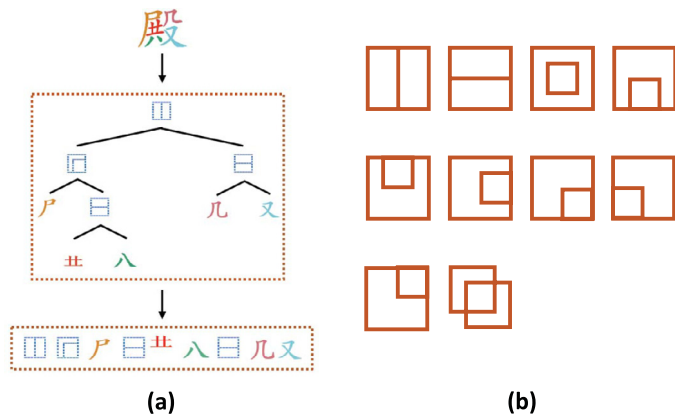 殿
⿰
⿸ ⿱
尸 ⿱ 几 又
龷 八
⿰ ⿸ 尸 ⿱ 龷 八 ⿱ 几 又
(a) (b)